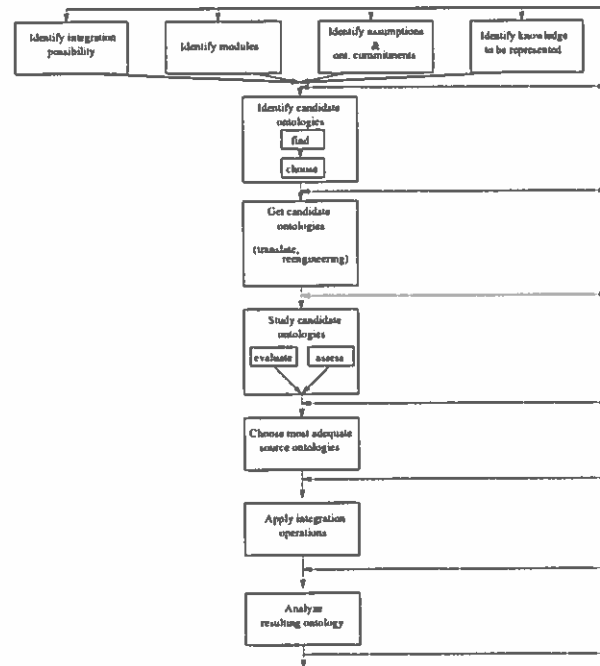 Identify integration
possibility
Identify modules
Identify assumptions
&
ont. commitments
Identify knowledge
to be represented
Identify candidate
ontologies
find
choose
Get candidate
ontologies
(translate,
reengineering)
Study candidate
ontologies
evaluate
assess
Choose most adequate
source ontologies
Apply integration
operations
Analyze
resulting ontology